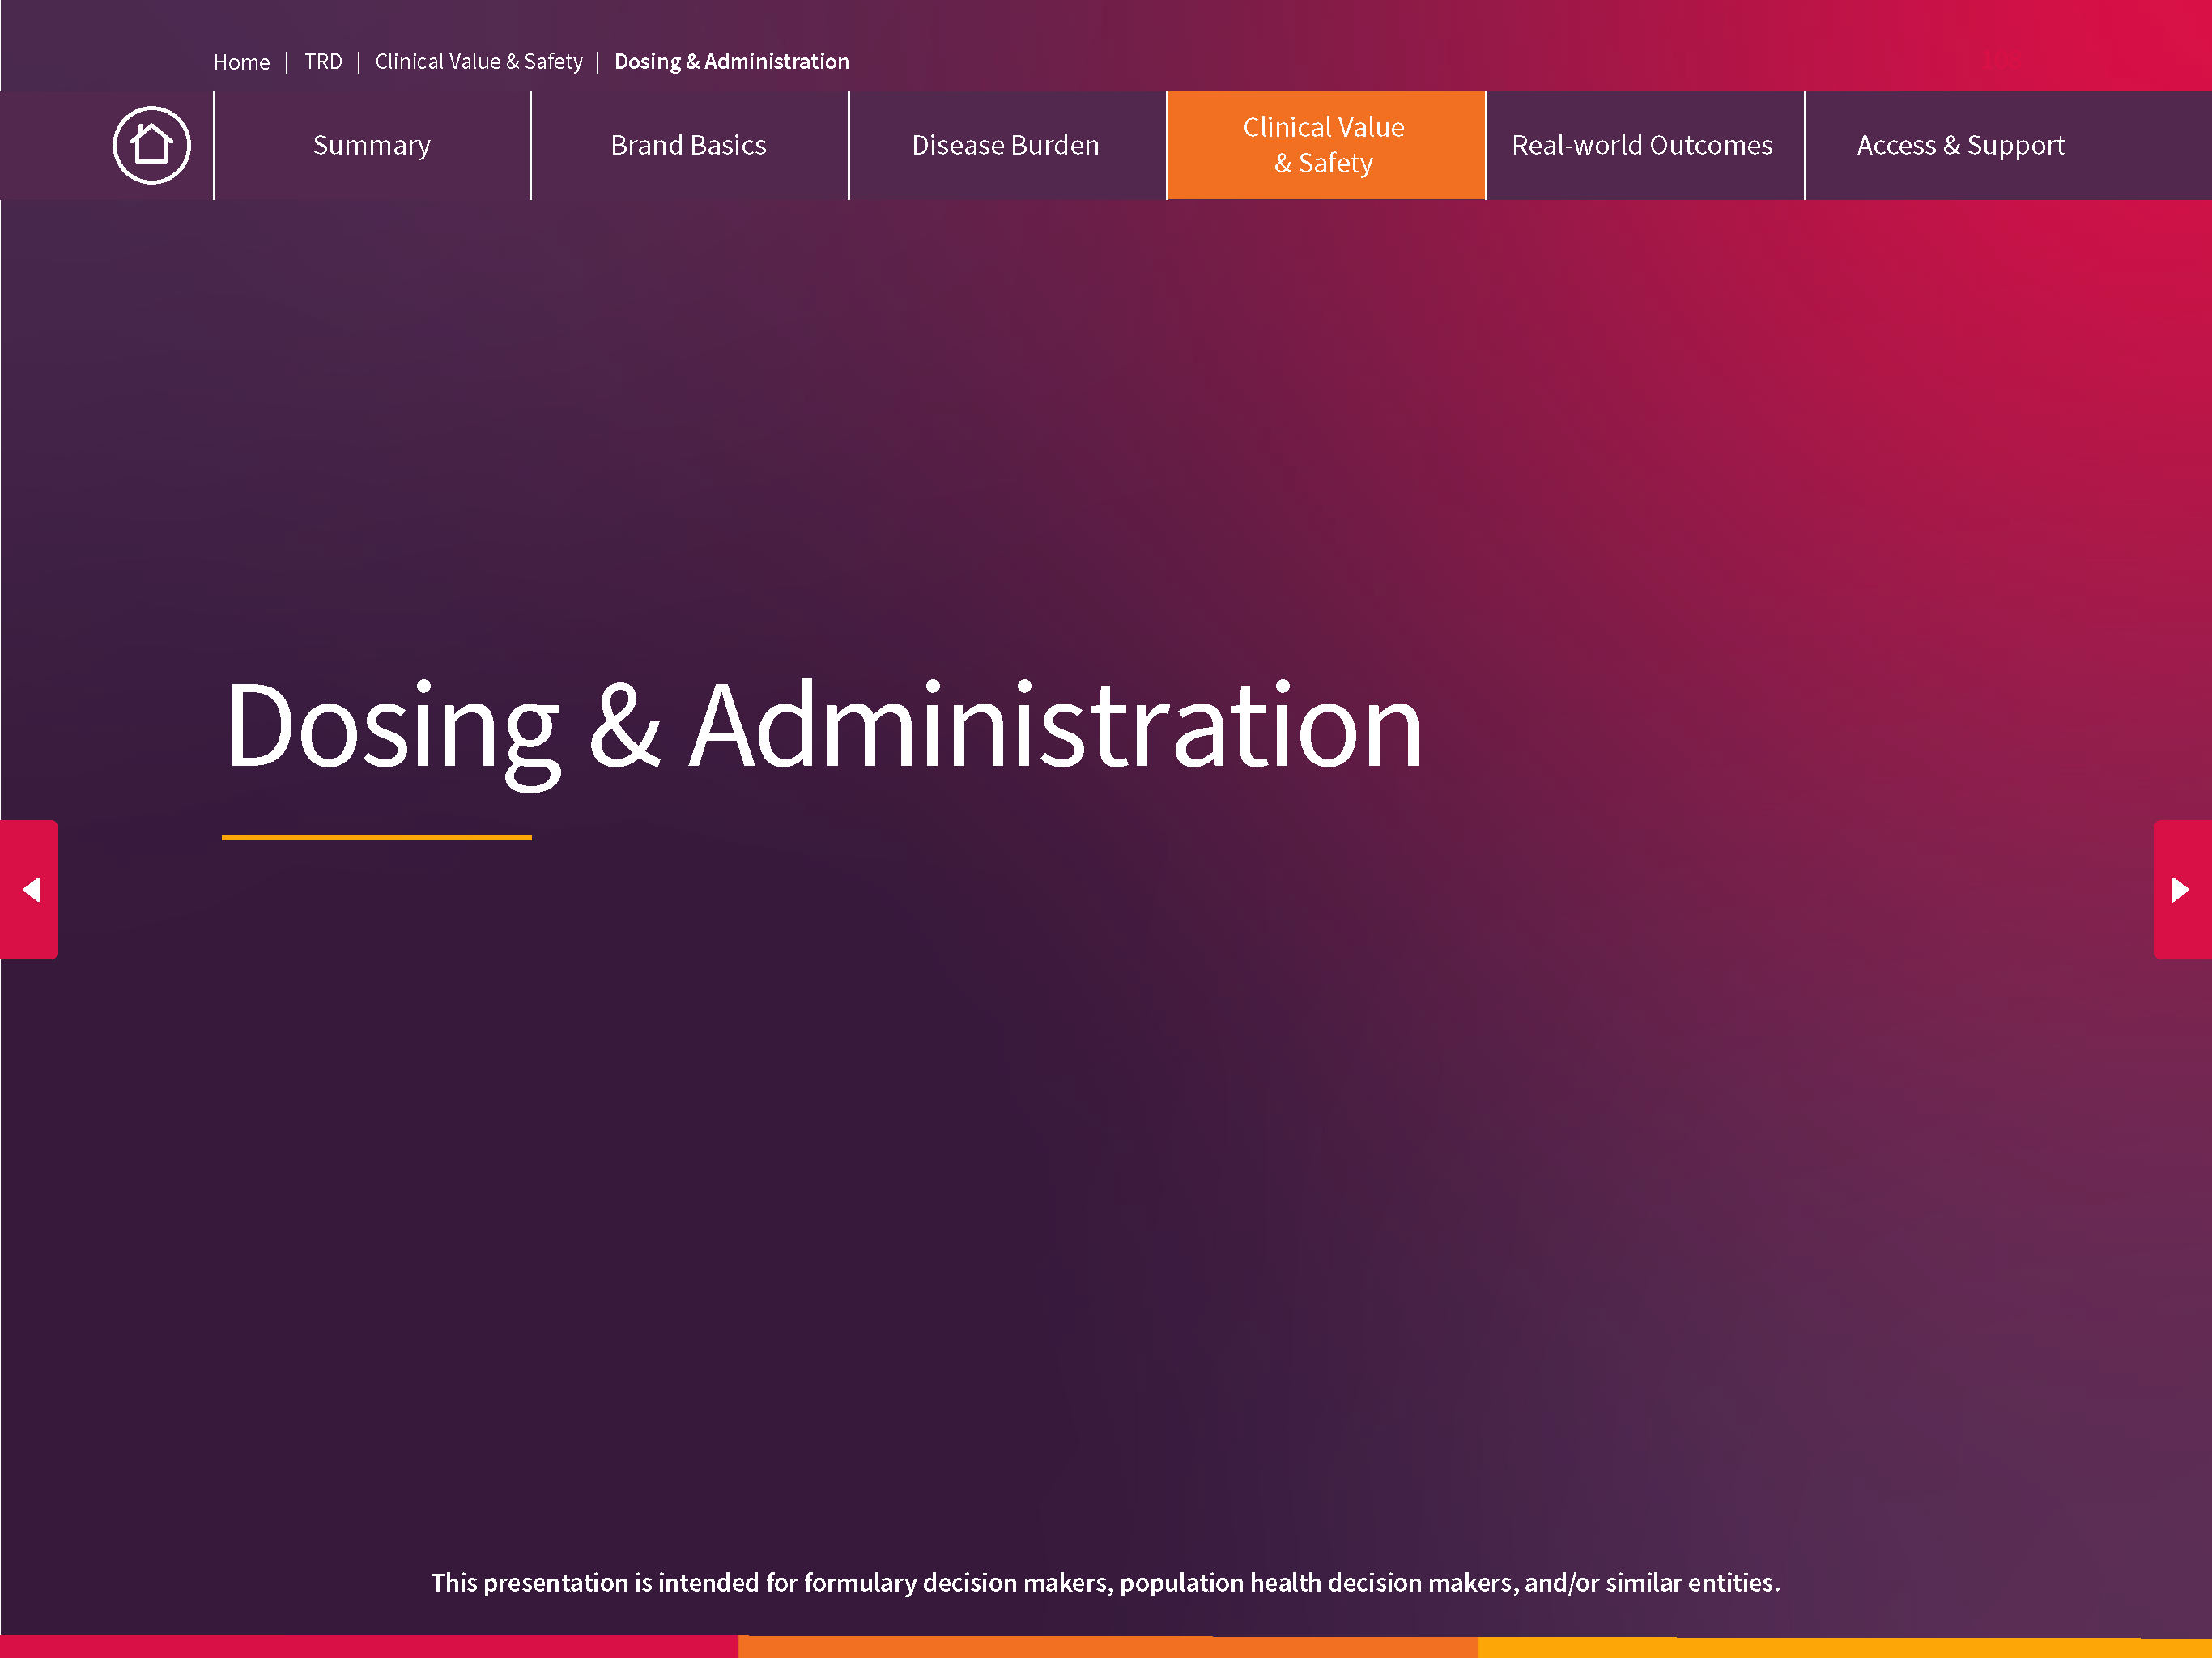 Home | TRD | Clinical Value & Safety | Dosing & Administration
Summary
Brand Basics
Disease Burden
Clinical Value
& Safety
Real-world Outcomes
Access & Support
Dosing & Administration
This presentation is intended for formulary decision makers, population health decision makers, and/or similar entities.